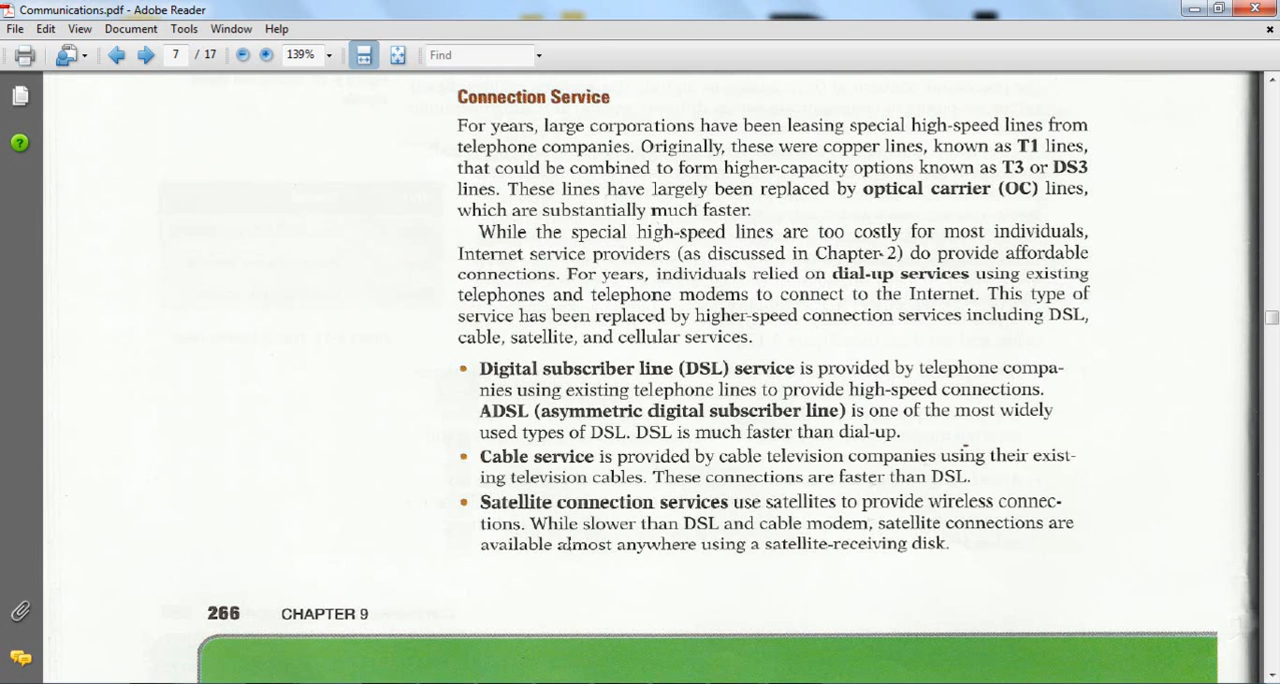 Communications.pdf - Adobe Reader
File Edit View Document Tools Window Help
7 / 17 139% Find
Connection Service
For years, large corporations have been leasing special high-speed lines from
telephone companies. Originally, these were copper lines, known as T1 lines,
that could be combined to form higher-capacity options known as T3 or DS3
lines. These lines have largely been replaced by optical carrier (OC) lines,
which are substantially much faster.
While the special high-speed lines are too costly for most individuals,
Internet service providers (as discussed in Chapter 2) do provide affordable
connections. For years, individuals relied on dial-up services using existing
telephones and telephone modems to connect to the Internet. This type of
service has been replaced by higher-speed connection services including DSL,
cable, satellite, and cellular services.
• Digital subscriber line (DSL) service is provided by telephone compa-
nies using existing telephone lines to provide high-speed connections.
ADSL (asymmetric digital subscriber line) is one of the most widely
used types of DSL. DSL is much faster than dial-up.
• Cable service is provided by cable television companies using their exist-
ing television cables. These connections are faster than DSL.
• Satellite connection services use satellites to provide wireless connec-
tions. While slower than DSL and cable modem, satellite connections are
available almost anywhere using a satellite-receiving disk.
266 CHAPTER 9